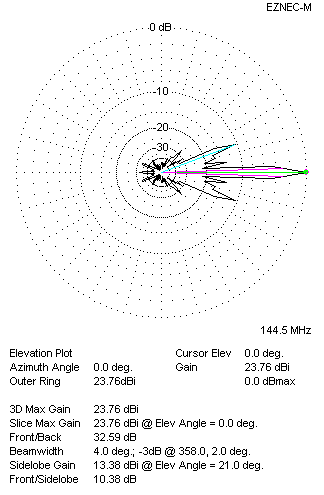 EZNEC-M
0 dB
-10
-20
-30
144.5 MHz
Elevation Plot Cursor Elev 0.0 deg.
Azimuth Angle 0.0 deg. Gain 23.76 dBi
Outer Ring 23.76dBi 0.0 dBmax
3D Max Gain 23.76 dBi
Slice Max Gain 23.76 dBi @ Elev Angle = 0.0 deg.
Front/Back 32.59 dB
Beamwidth 4.0 deg.; -3dB @ 358.0, 2.0 deg.
Sidelobe Gain 13.38 dBi @ Elev Angle = 21.0 deg.
Front/Sidelobe 10.38 dB